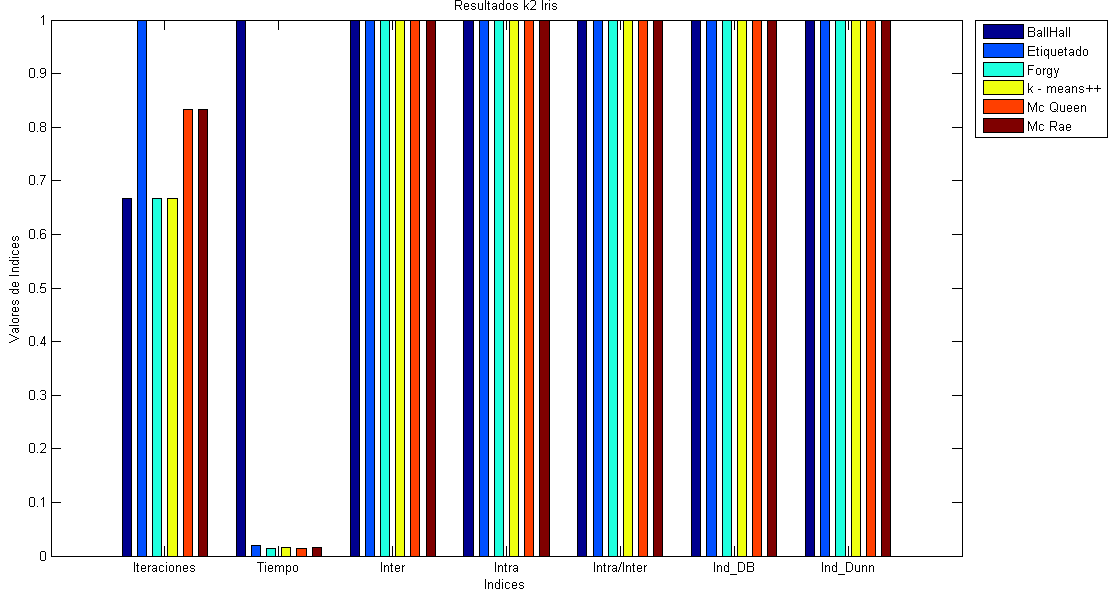 Resultados k2 Iris
BallHall
Etiquetado
Forgy
k - means++
Mc Queen
Mc Rae
Valores de Indices
1
0.9
0.8
0.7
0.6
0.5
0.4
0.3
0.2
0.1
0
Iteraciones
Tiempo
Inter
Intra
Intra/Inter
Ind_DB
Ind_Dunn
Indices